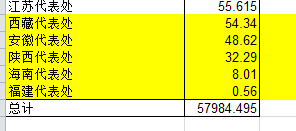 江苏代表处 55.615
西藏代表处 54.34
安徽代表处 48.62
陕西代表处 32.29
海南代表处 8.01
福建代表处 0.56
总计 57984.495